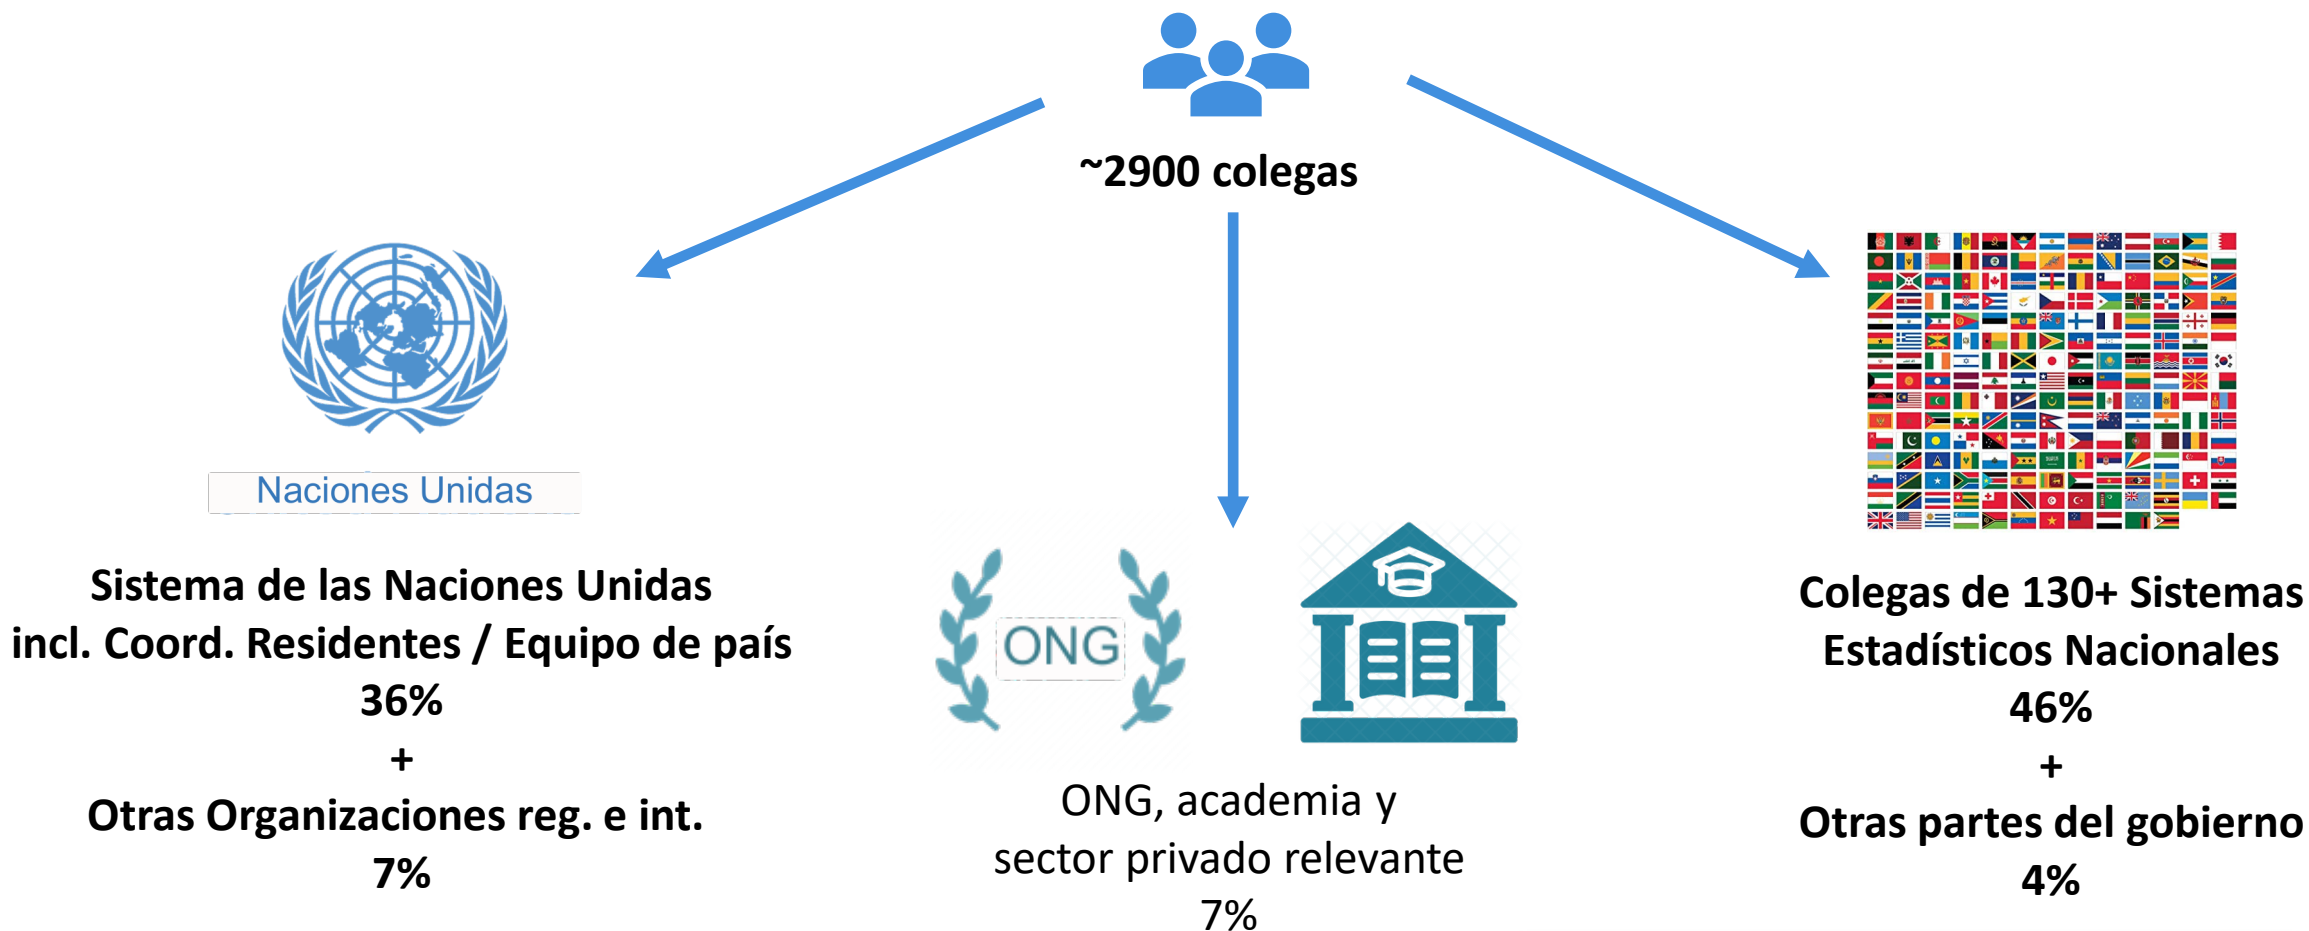 ~2900 colegas
Naciones Unidas
Sistema de las Naciones Unidas
incl. Coord. Residentes / Equipo de país
36%
+
Otras Organizaciones reg. e int.
7%
ONG
ONG, academia y
sector privado relevante
7%
Colegas de 130+ Sistemas
Estadísticos Nacionales
46%
+
Otras partes del gobierno
4%